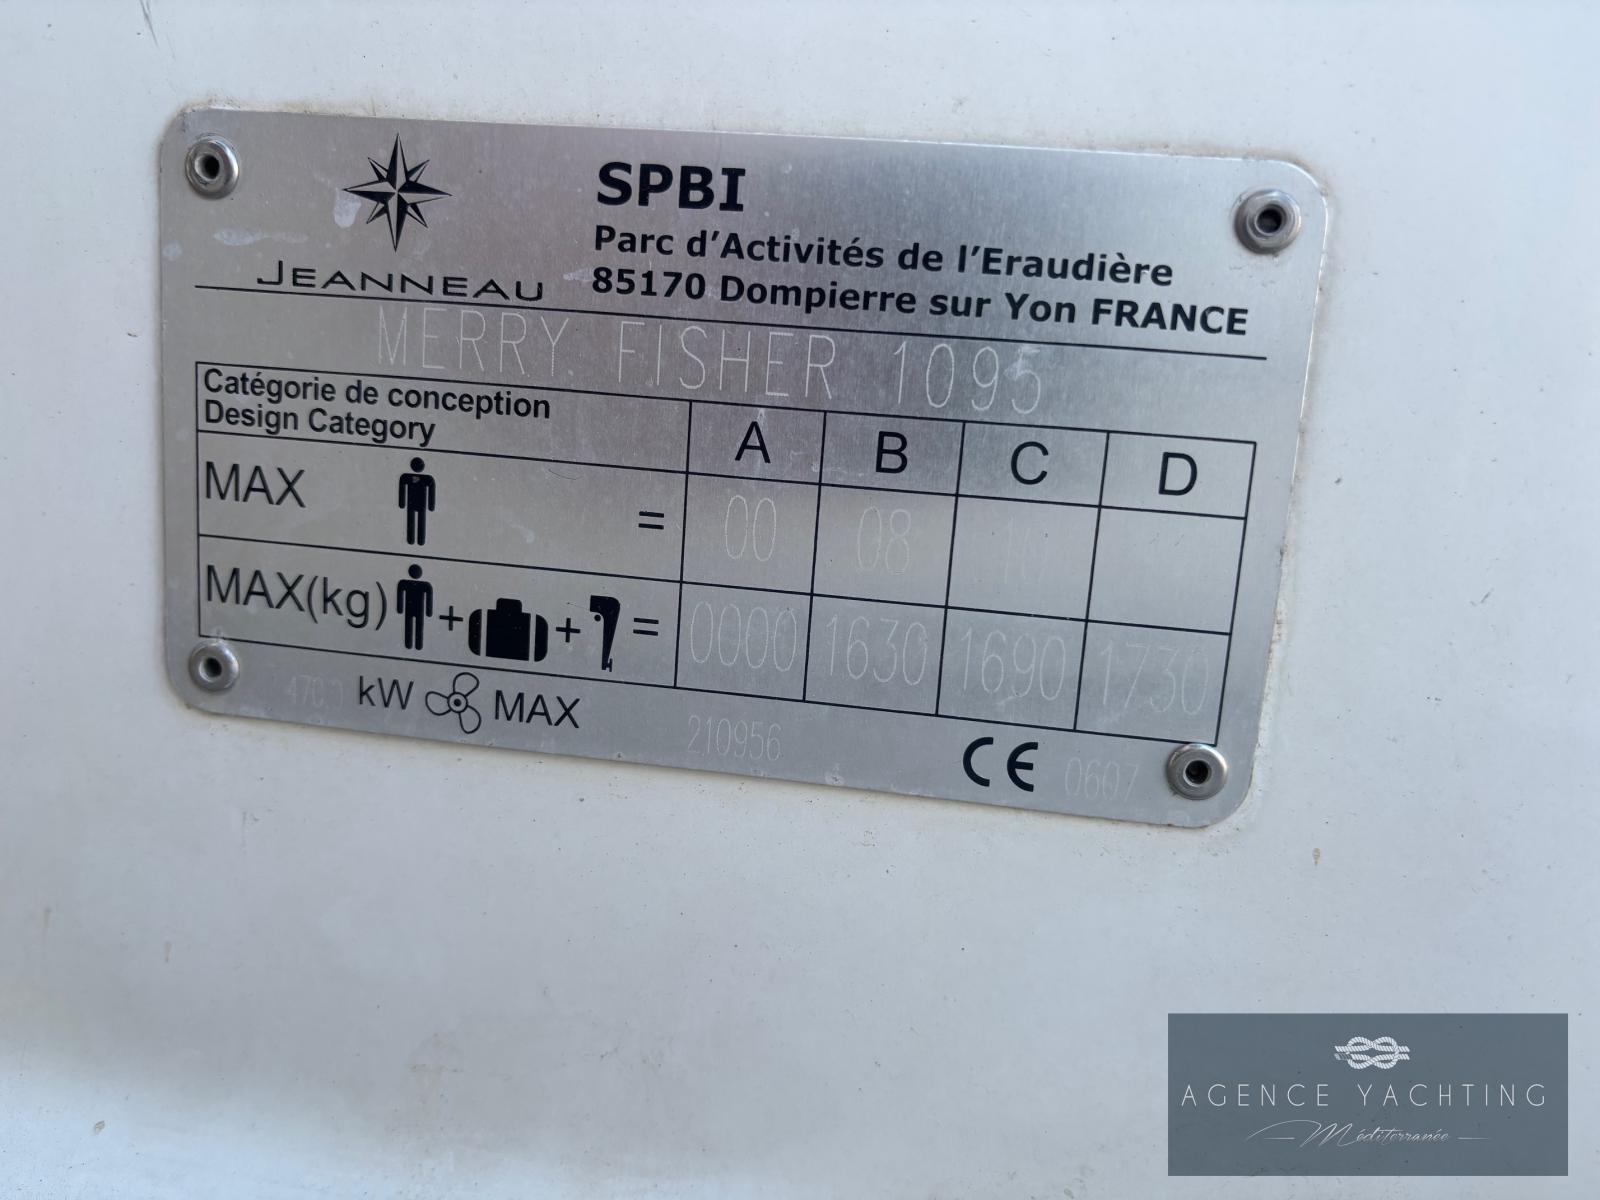 JEANNEAU
SPBI
Parc d'Activités de l'Eraudière
85170 Dompierre sur Yon FRANCE
MERRY FISHER 1095
Catégorie de conception
Design Category
A B C D
MAX = 00 08
MAX(kg) + + = 0000 1630 1690 1730
kW MAX
210956
CE 0607
AGENCE YACHTING
Méditerranée